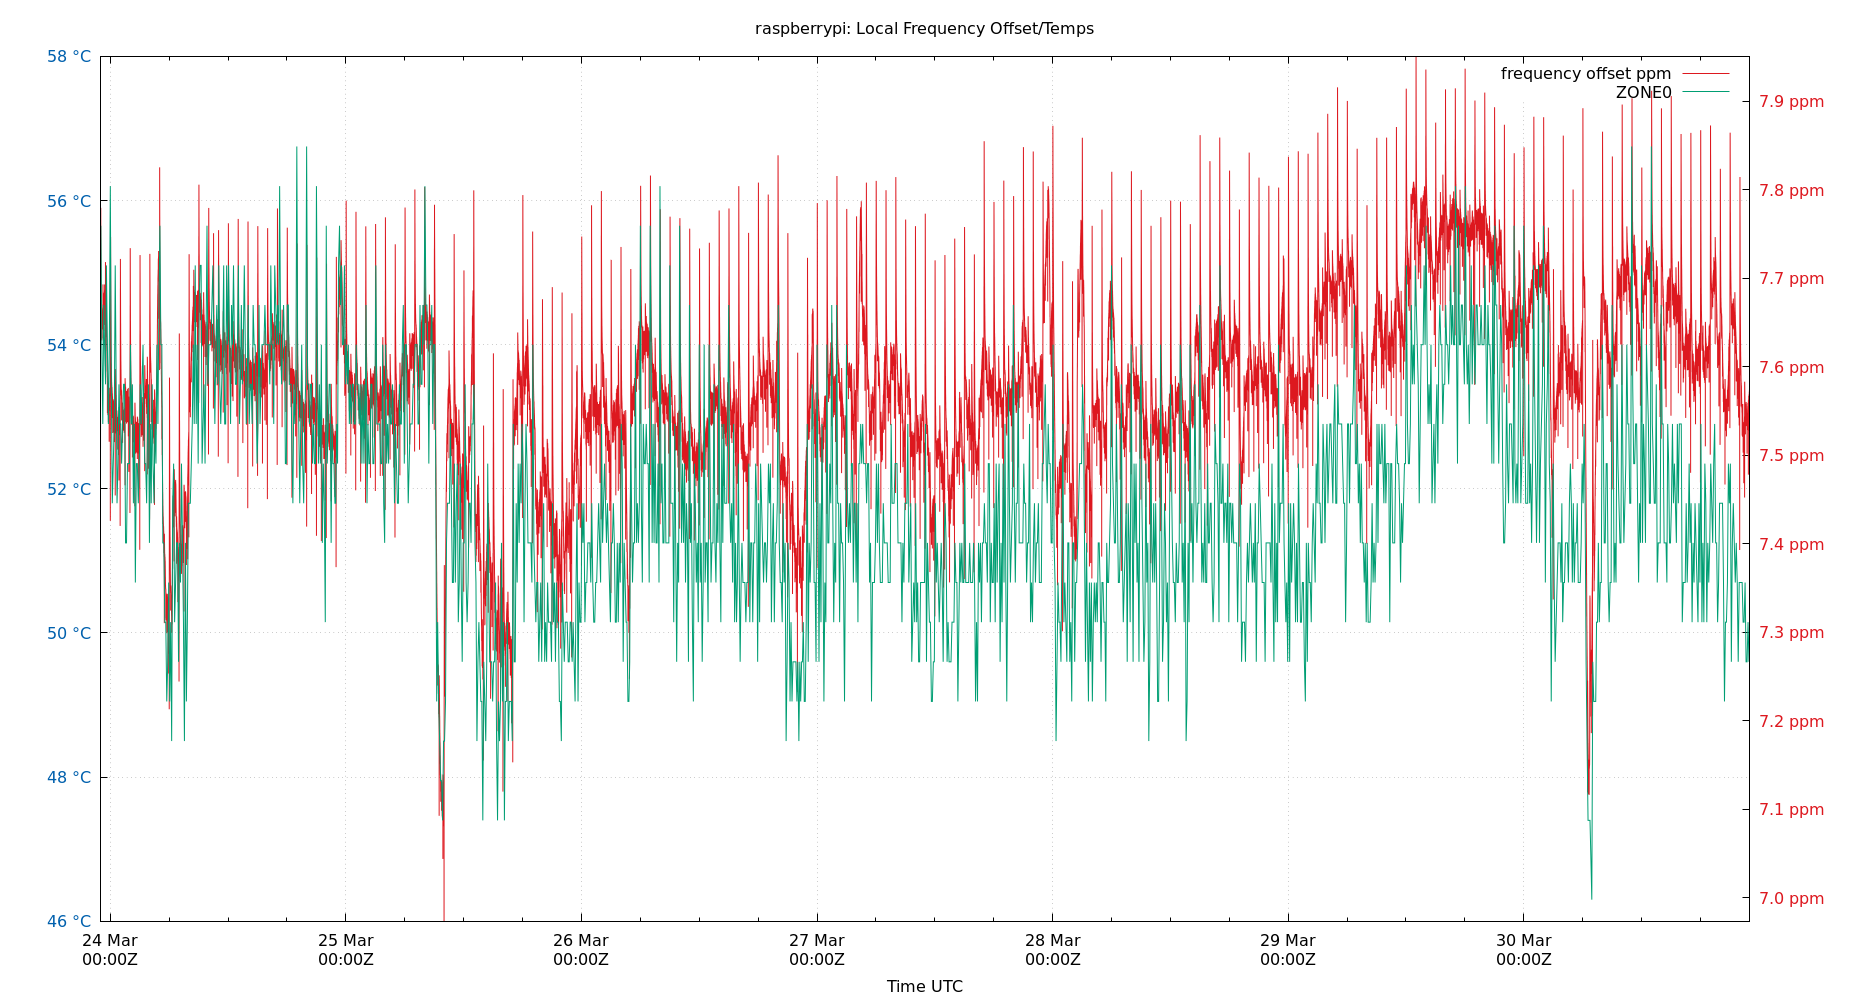 raspberrypi: Local Frequency Offset/Temps
58 °C
56 °C
54 °C
52 °C
50 °C
48 °C
46 °C
frequency offset ppm
ZONE0
7.9 ppm
7.8 ppm
7.7 ppm
7.6 ppm
7.5 ppm
7.4 ppm
7.3 ppm
7.2 ppm
7.1 ppm
7.0 ppm
24 Mar
00:00Z
25 Mar
00:00Z
26 Mar
00:00Z
27 Mar
00:00Z
28 Mar
00:00Z
29 Mar
00:00Z
30 Mar
00:00Z
Time UTC